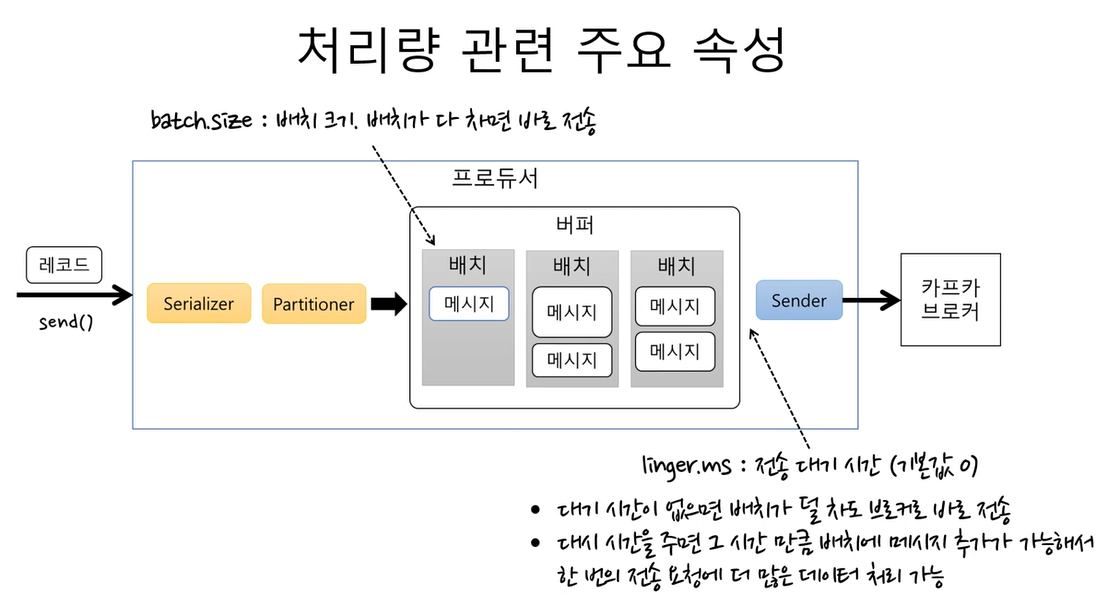 처리량 관련 주요 속성
batch.size : 배치 크기. 배치가 다 차면 바로 전송
프로듀서
버퍼
레코드
send()
Serializer
Partitioner
배치
메시지
배치
메시지
메시지
배치
메시지
메시지
Sender
카프카
브로커
linger.ms : 전송 대기 시간 (기본값 0)
• 대기 시간이 없으면 배치가 덜 차도 브로커로 바로 전송
• 대시 시간을 주면 그 시간 만큼 배치에 메시지 추가가 가능해서
한 번의 전송 요청에 더 많은 데이터 처리 가능